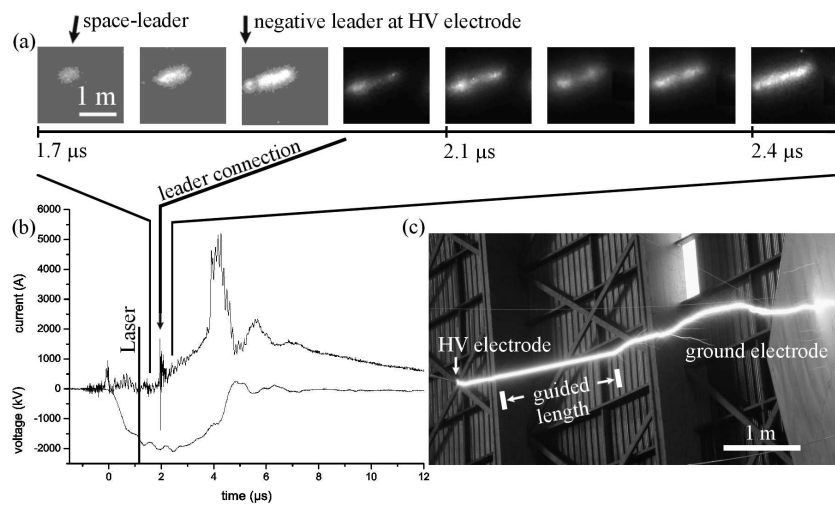 space-leader
negative leader at HV electrode
(a)
1 m
1.7 µs
2.1 µs
2.4 µs
leader connection
(b)
6000
5000
4000
3000
2000
1000
0
-1000
-2000
current (A)
voltage (kV)
Laser
0 2 4 6 8 10 12
time (µs)
(c)
HV electrode
guided
length
ground electrode
1 m